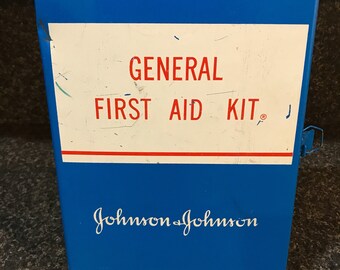 GENERAL
FIRST AID KIT®
Johnson & Johnson